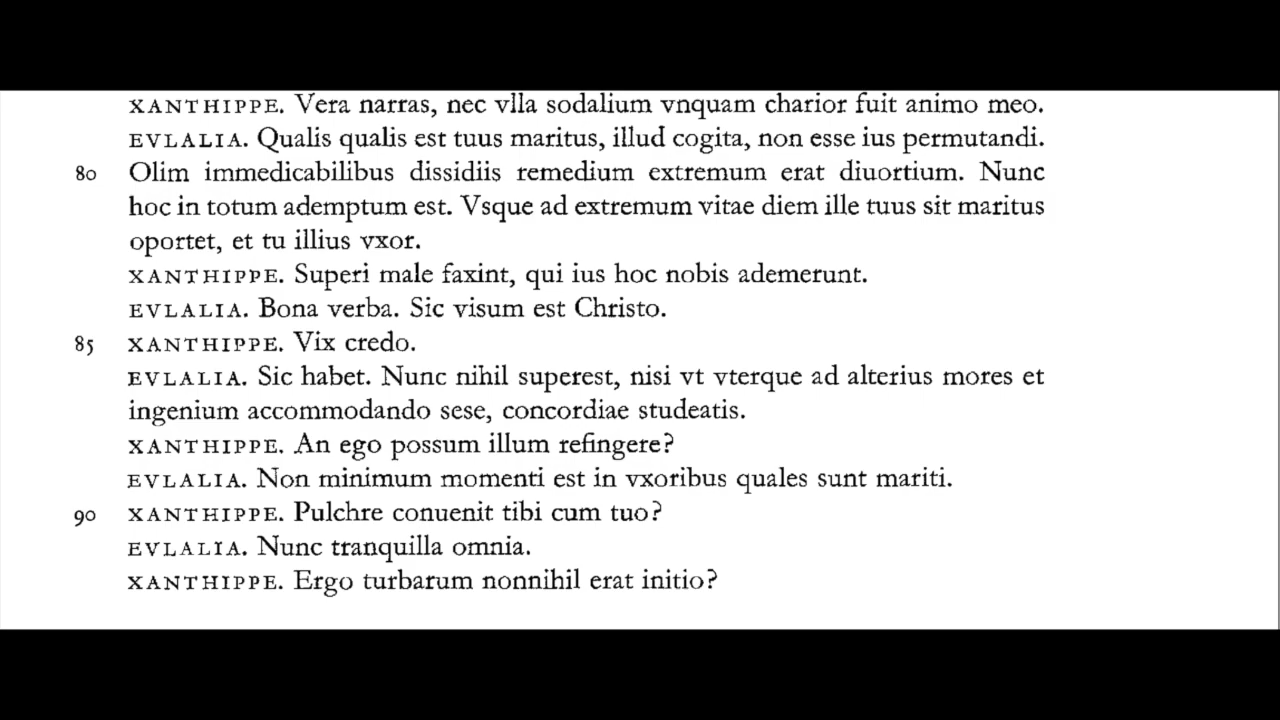 XANTHIPPE. Vera narras, nec vlla sodalium vnquam charior fuit animo meo.
EVLALIA. Qualis qualis est tuus maritus, illud cogita, non esse ius permutandi.
80 Olim immedicabilibus dissidiis remedium extremum erat diuortium. Nunc
hoc in totum ademptum est. Vsque ad extremum vitae diem ille tuus sit maritus
oportet, et tu illius vxor.
XANTHIPPE. Superi male faxint, qui ius hoc nobis ademerunt.
EVLALIA. Bona verba. Sic visum est Christo.
85 XANTHIPPE. Vix credo.
EVLALIA. Sic habet. Nunc nihil superest, nisi vt vterque ad alterius mores et
ingenium accommodando sese, concordiae studeatis.
XANTHIPPE. An ego possum illum refingere?
EVLALIA. Non minimum momenti est in vxoribus quales sunt mariti.
90 XANTHIPPE. Pulchre conuenit tibi cum tuo?
EVLALIA. Nunc tranquilla omnia.
XANTHIPPE. Ergo turbarum nonnihil erat initio?